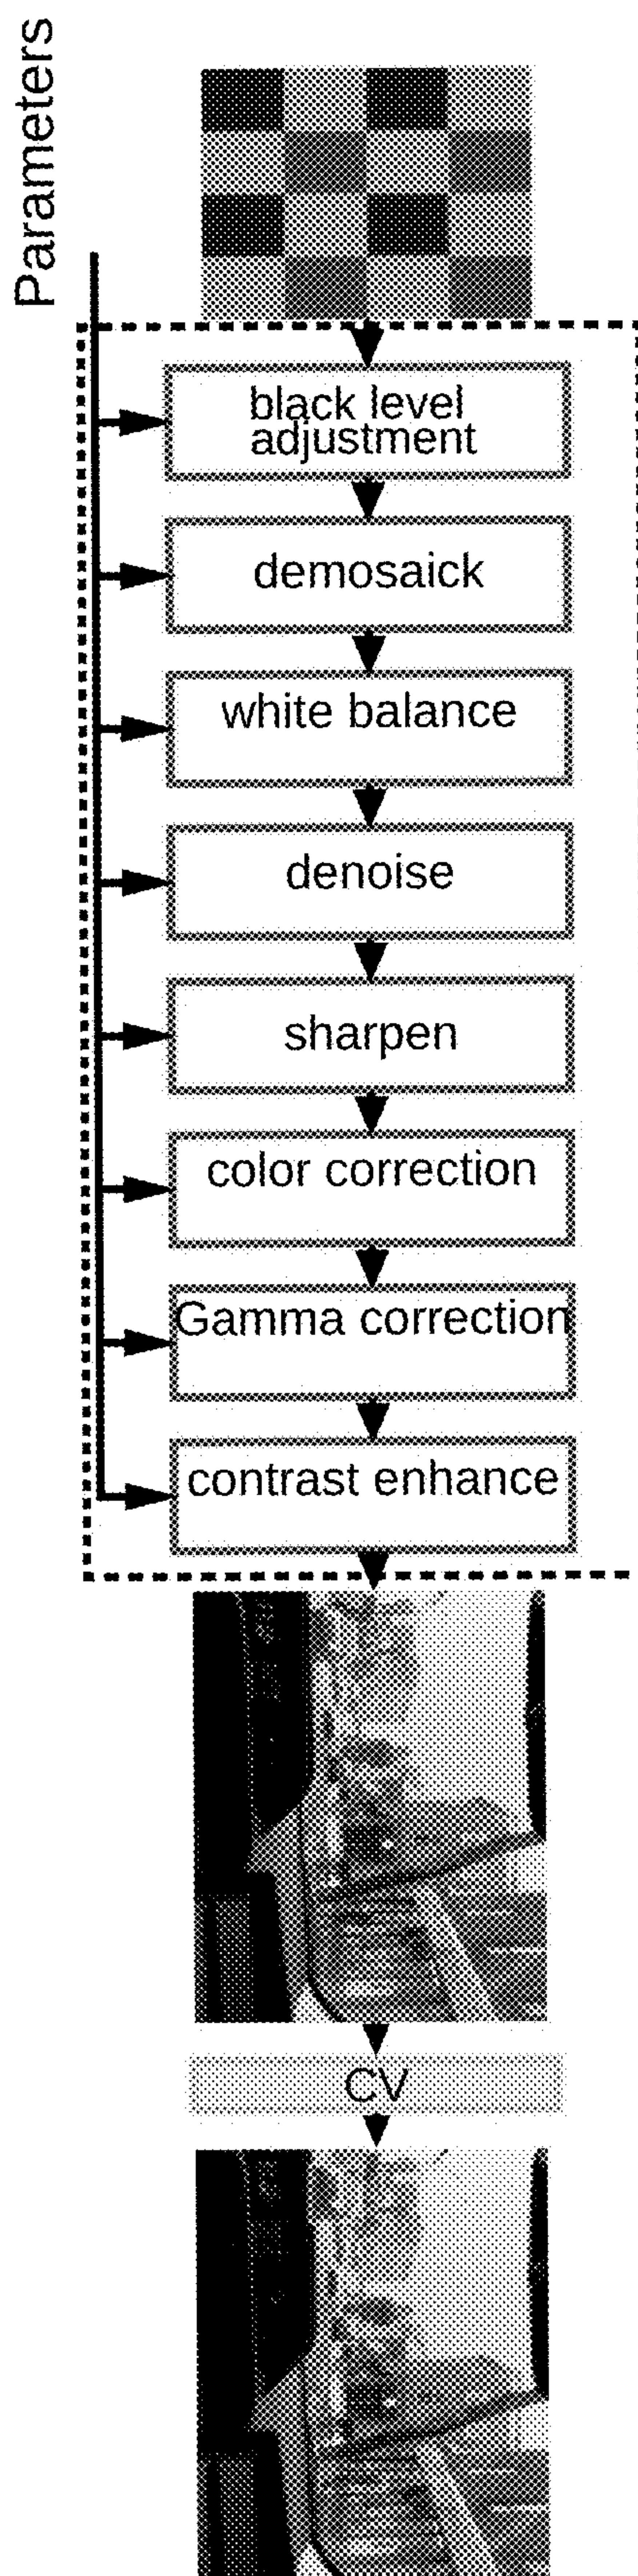 Parameters
black level
adjustment
demosaick
white balance
denoise
sharpen
color correction
Gamma correction
contrast enhance
CV